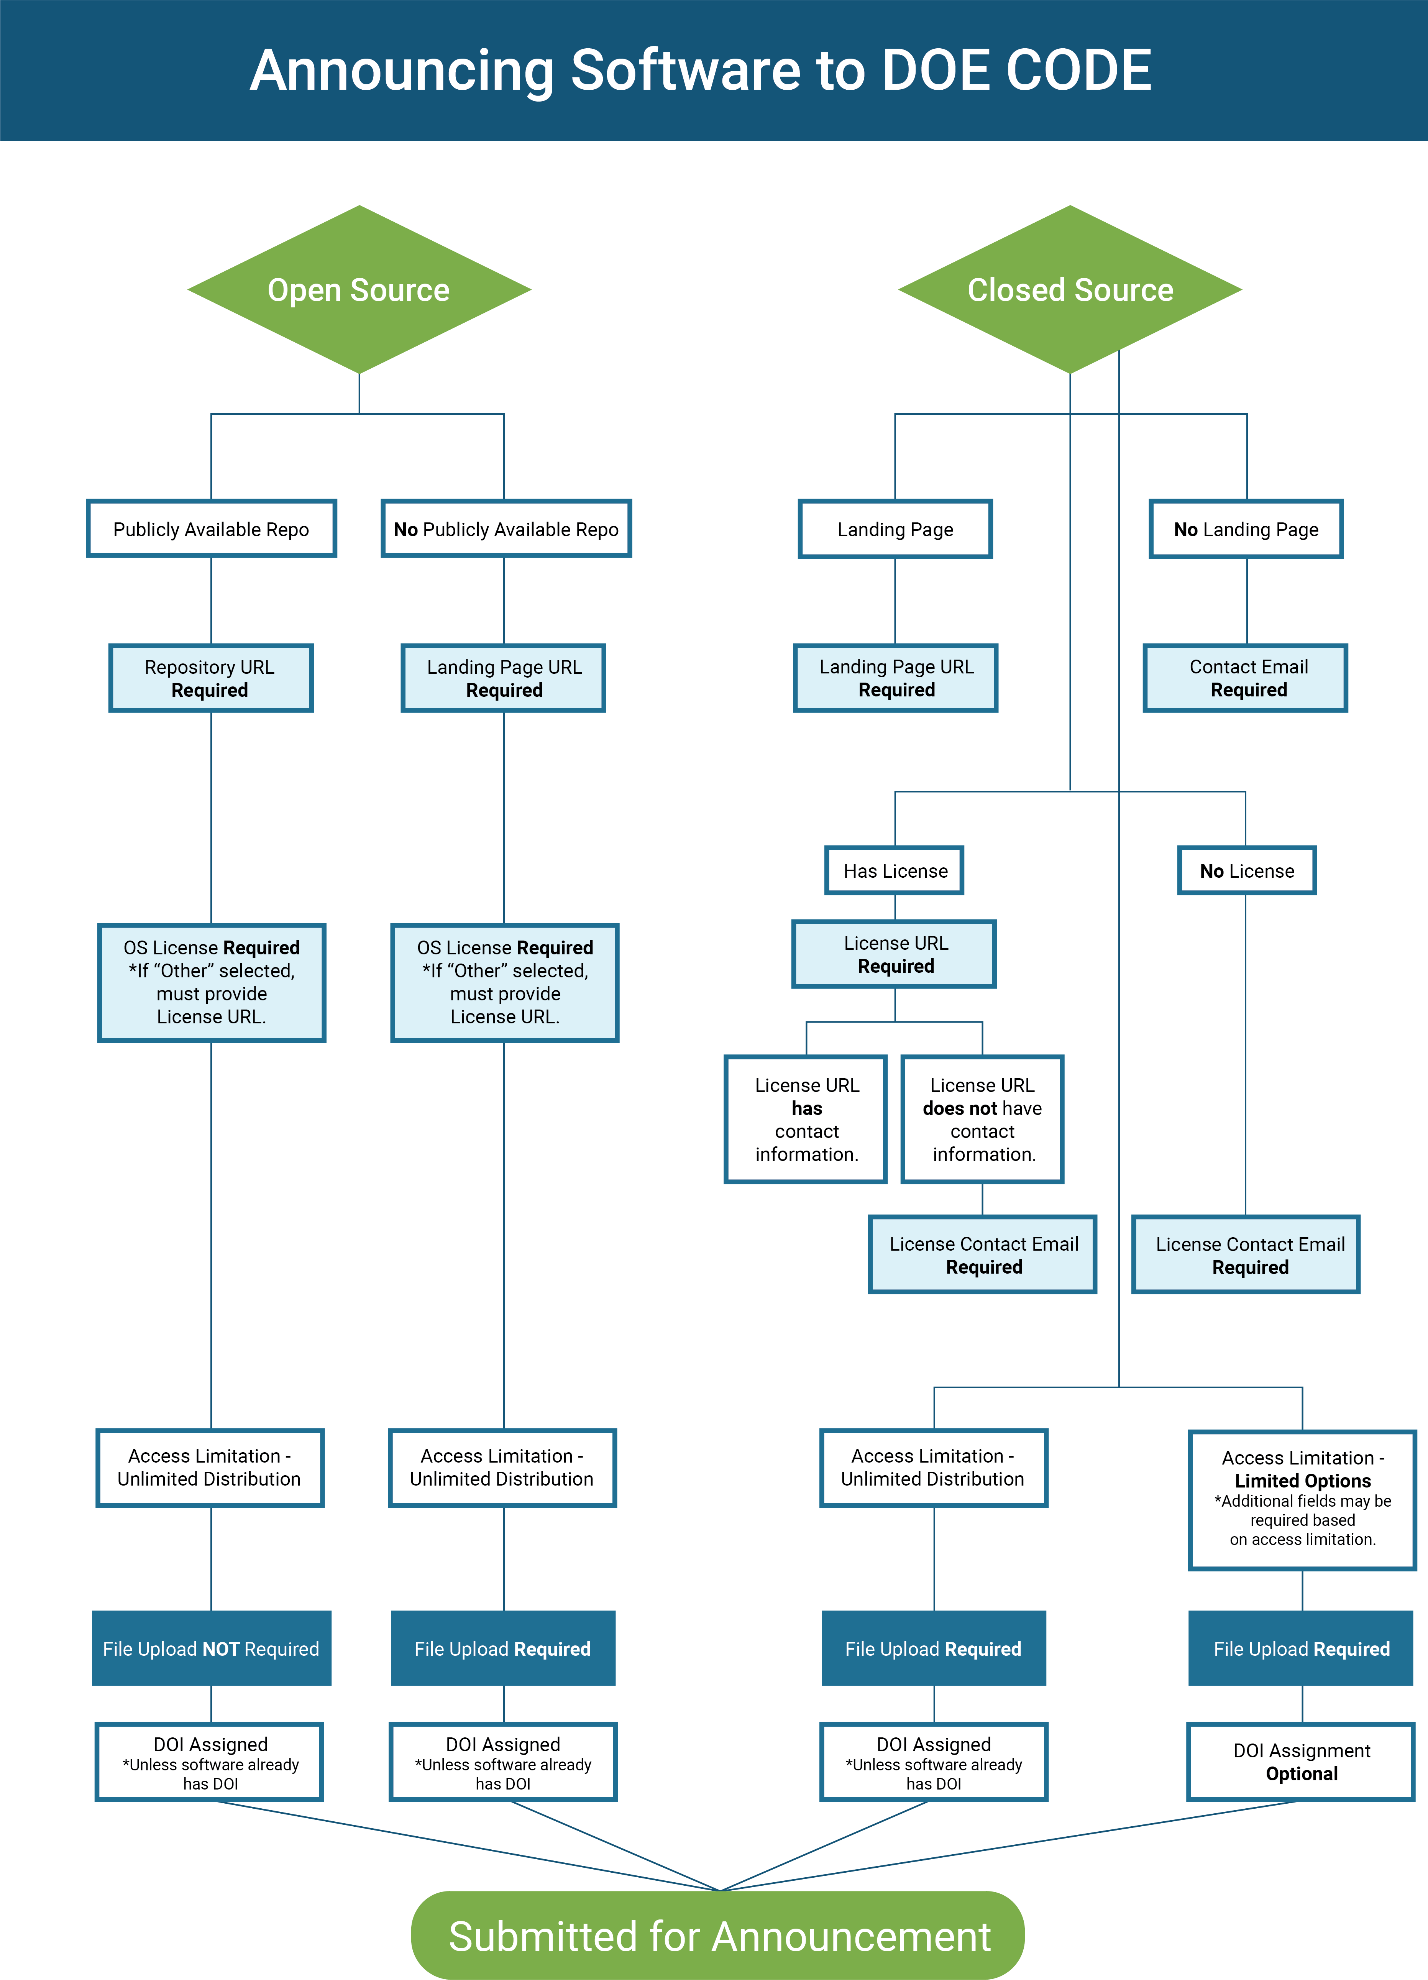 Announcing Software to DOE CODE
Open Source
Closed Source
Publicly Available Repo
No Publicly Available Repo
Landing Page
No Landing Page
Repository URL
Required
Landing Page URL
Required
Landing Page URL
Required
Contact Email
Required
Has License
No License
OS License Required
*If “Other” selected,
must provide
License URL.
OS License Required
*If “Other” selected,
must provide
License URL.
License URL
Required
License URL
has
contact
information.
License URL
does not have
contact
information.
License Contact Email
Required
License Contact Email
Required
Access Limitation -
Unlimited Distribution
Access Limitation -
Unlimited Distribution
Access Limitation -
Unlimited Distribution
Access Limitation -
Limited Options
*Additional fields may be
required based
on access limitation.
File Upload NOT Required
File Upload Required
File Upload Required
File Upload Required
DOI Assigned
*Unless software already
has DOI
DOI Assigned
*Unless software already
has DOI
DOI Assigned
*Unless software already
has DOI
DOI Assignment
Optional
Submitted for Announcement